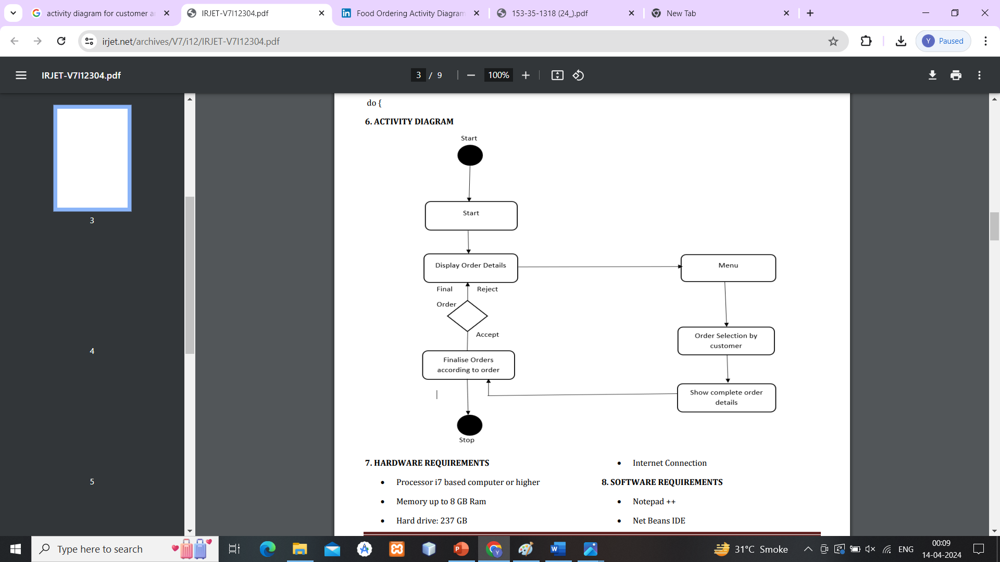 activity diagram for customer a
IRJET-V7I12304.pdf
Food Ordering Activity Diagram
153-35-1318 (24_).pdf
New Tab
irjet.net/archives/V7/i12/IRJET-V7I12304.pdf
Y Paused
IRJET-V7I12304.pdf
3 / 9
100%
3
4
5
do {
6. ACTIVITY DIAGRAM
Start
Start
Display Order Details
Menu
Final
Reject
Order
Accept
Order Selection by
customer
Finalise Orders
according to order
Show complete order
details
Stop
7. HARDWARE REQUIREMENTS
• Processor i7 based computer or higher
• Memory up to 8 GB Ram
• Hard drive: 237 GB
• Internet Connection
8. SOFTWARE REQUIREMENTS
• Notepad ++
• Net Beans IDE
Type here to search
31°C Smoke
ENG
00:09
14-04-2024